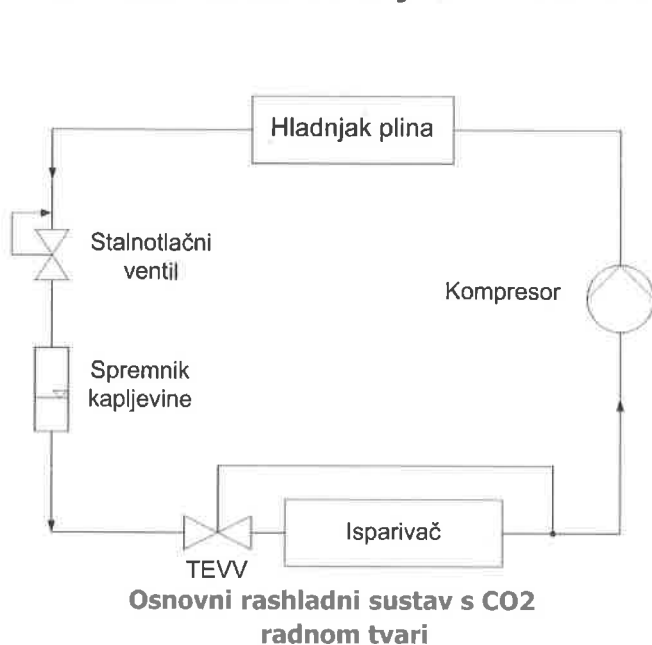 Hladnjak plina
Stalnotlačni
ventil
Kompresor
Spremnik
kapljevine
Isparivač
TEVV
Osnovni rashladni sustav s CO2
radnom tvari